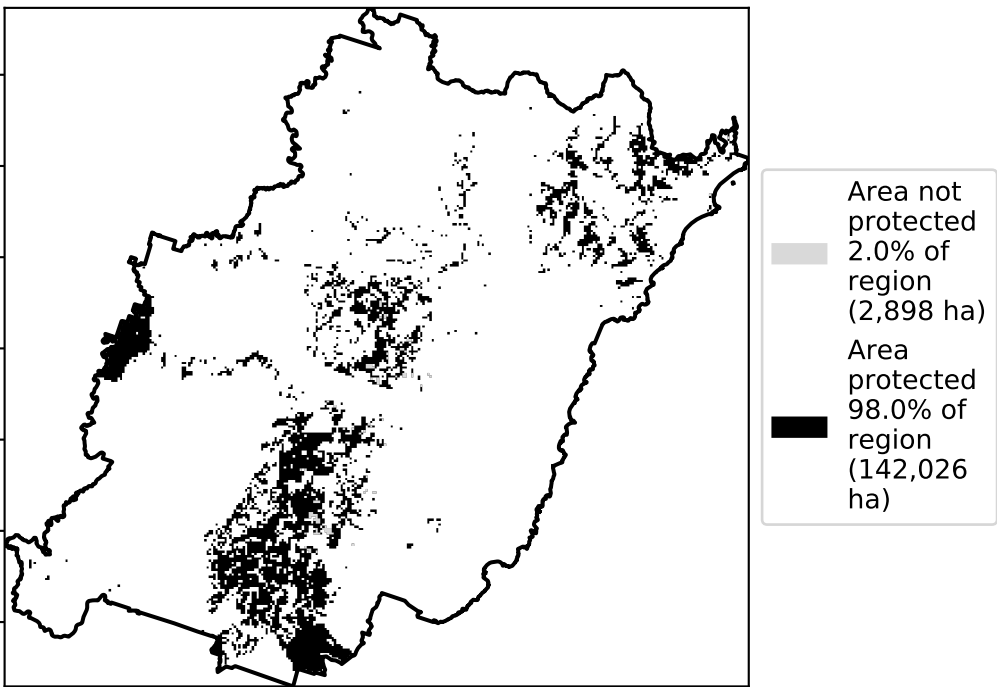 Area not
protected
2.0% of
region
(2,898 ha)
Area
protected
98.0% of
region
(142,026
ha)